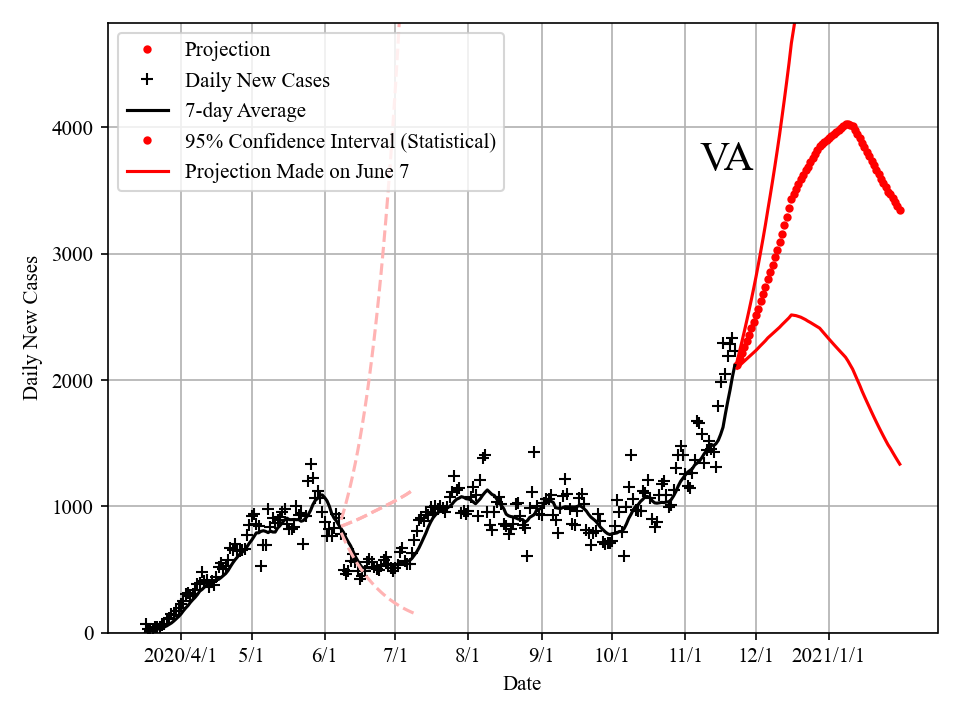 Projection
Daily New Cases
7-day Average
95% Confidence Interval (Statistical)
Projection Made on June 7
VA
4000
3000
2000
1000
0
Daily New Cases
2020/4/1 5/1 6/1 7/1 8/1 9/1 10/1 11/1 12/1 2021/1/1
Date